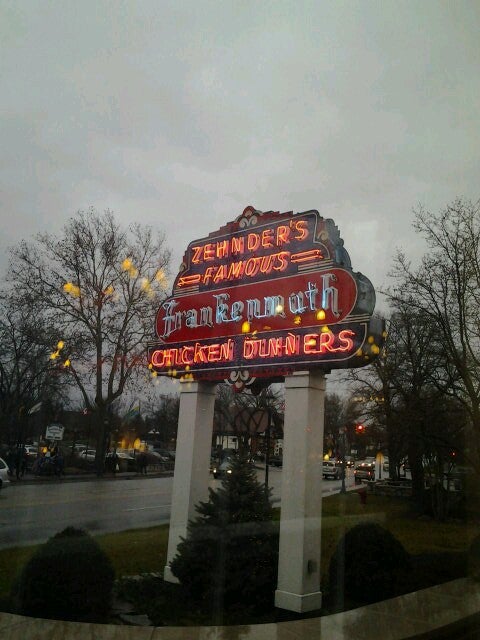 ZEHNDER'S
FAMOUS
Frankenmuth
CHICKEN DINNERS